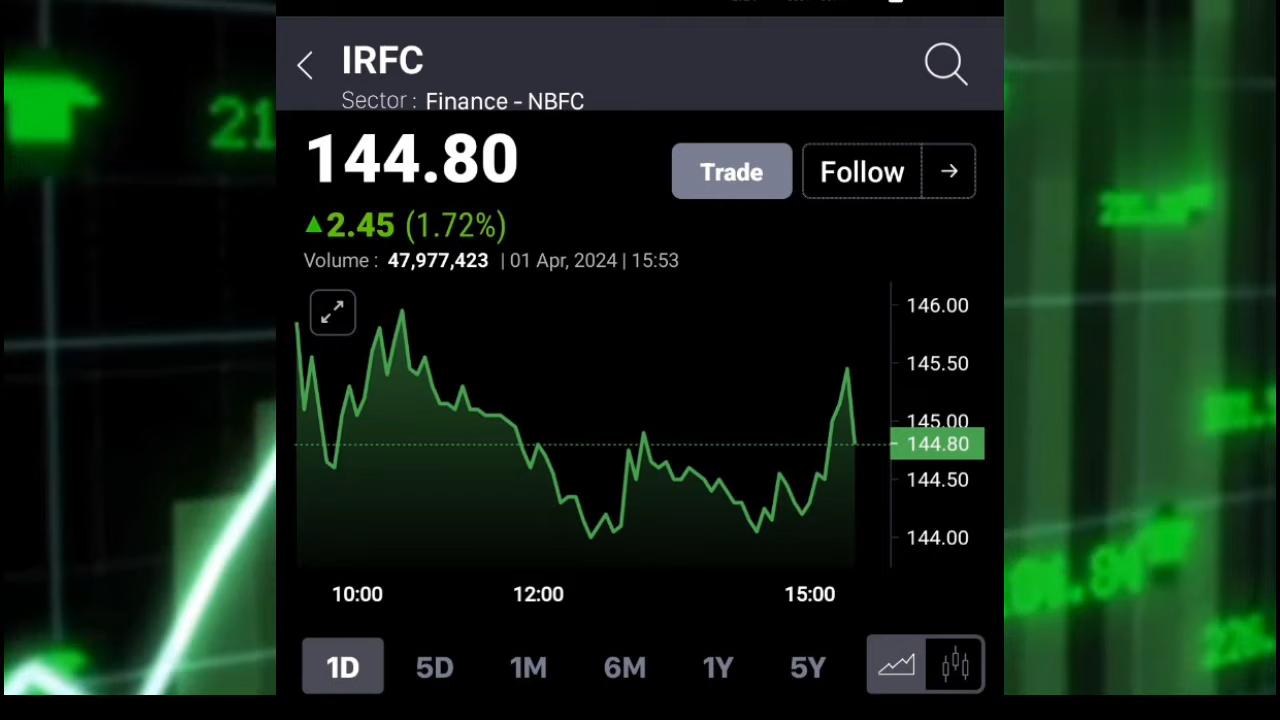 IRFC
Sector : Finance - NBFC
144.80
Trade
Follow
▲2.45 (1.72%)
Volume : 47,977,423 | 01 Apr, 2024 | 15:53
146.00
145.50
145.00
144.80
144.50
144.00
10:00 12:00 15:00
1D 5D 1M 6M 1Y 5Y
21